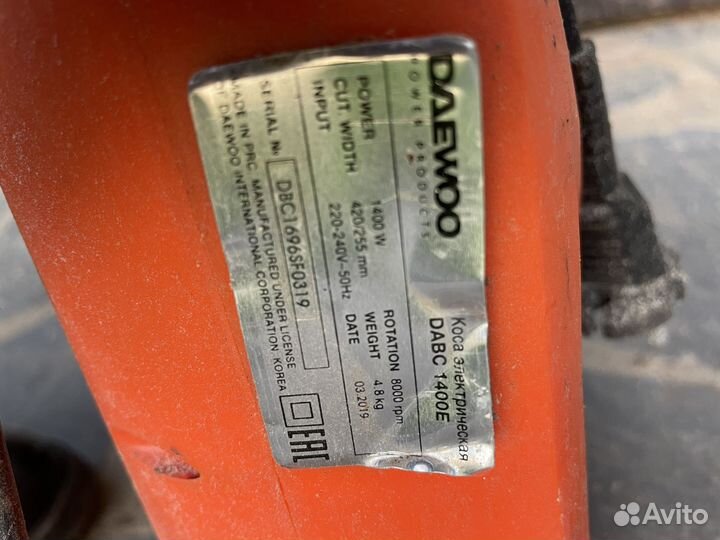 DAEWOO
POWER PRODUCTS
Коса электрическая
DABC 1400E
POWER 1400 W
CUT. WIDTH 420/255 mm
INPUT 220-240V~50Hz
ROTATION 8000 rpm
WEIGHT 4.8kg
DATE 03.2019
SERIAL №: DBC1696SF0319
MADE IN PRC. MANUFACTURED UNDER LICENSE
OF DAEWOO INTERNATIONAL CORPORATION, KOREA
EAC
Avito